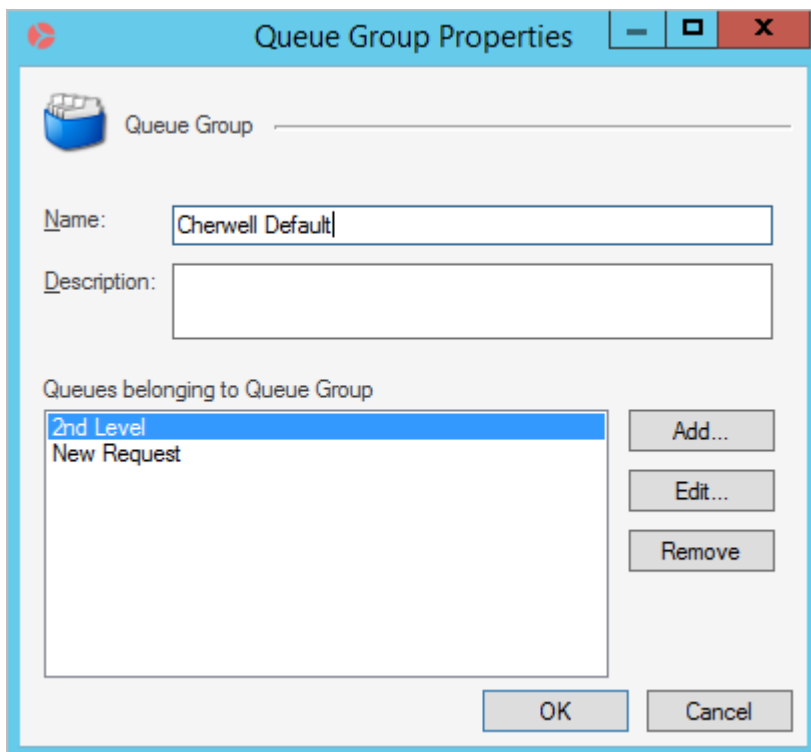 Queue Group Properties
Queue Group
Name: Cherwell Default
Description:
Queues belonging to Queue Group
2nd Level
New Request
Add...
Edit...
Remove
OK Cancel